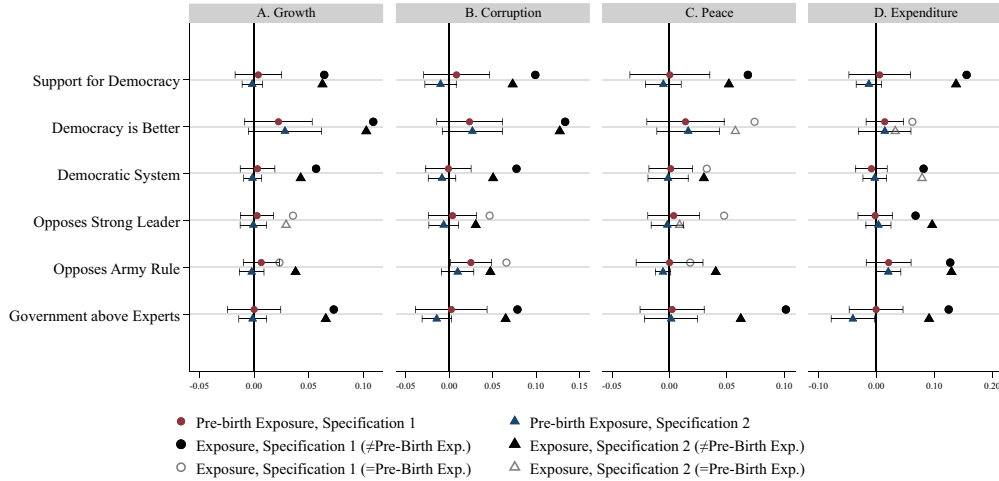 A. Growth
B. Corruption
C. Peace
D. Expenditure
Support for Democracy
Democracy is Better
Democratic System
Opposes Strong Leader
Opposes Army Rule
Government above Experts
-0.05 0.00 0.05 0.10
-0.05 0.00 0.05 0.10 0.15
-0.05 0.00 0.05 0.10
-0.10 0.00 0.10 0.20
Pre-birth Exposure, Specification 1
Pre-birth Exposure, Specification 2
Exposure, Specification 1 (≠Pre-Birth Exp.)
Exposure, Specification 2 (≠Pre-Birth Exp.)
Exposure, Specification 1 (=Pre-Birth Exp.)
Exposure, Specification 2 (=Pre-Birth Exp.)